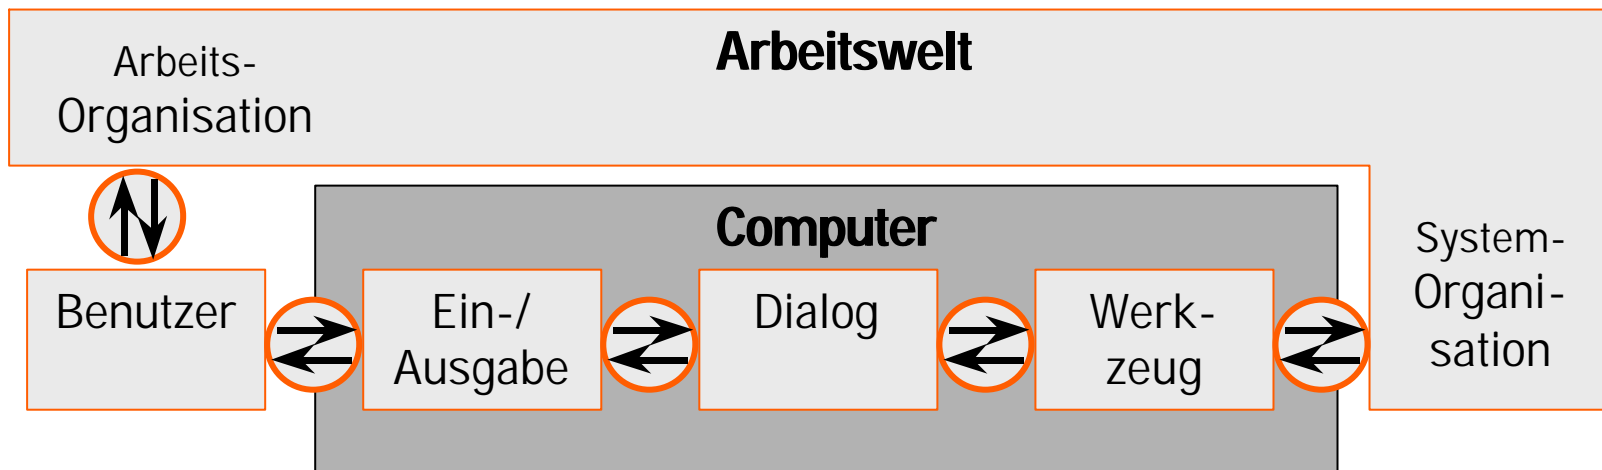 Arbeitswelt
Arbeits-
Organisation
Computer
Benutzer
Ein-/
Ausgabe
Dialog
Werk-
zeug
System-
Organi-
sation